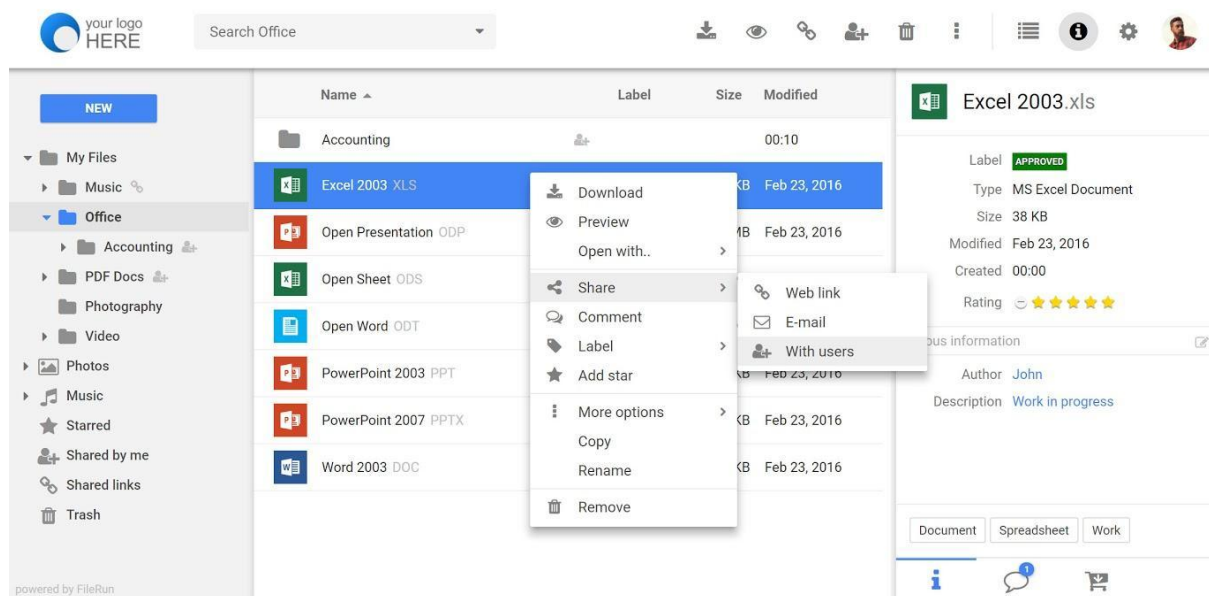 your logo
HERE
Search Office
NEW
My Files
Music
Office
Accounting
PDF Docs
Photography
Video
Photos
Music
Starred
Shared by me
Shared links
Trash
powered by FileRun
Name Label Size Modified
Accounting 00:10
Excel 2003 XLS KB Feb 23, 2016
Open Presentation ODP MB Feb 23, 2016
Open Sheet ODS
Open Word ODT
PowerPoint 2003 PPT KB Feb 23, 2016
PowerPoint 2007 PPTX KB Feb 23, 2016
Word 2003 DOC KB Feb 23, 2016
Download
Preview
Open with..
Share
Comment
Label
Add star
More options
Copy
Rename
Remove
Web link
E-mail
With users
Excel 2003.xls
Label APPROVED
Type MS Excel Document
Size 38 KB
Modified Feb 23, 2016
Created 00:00
Rating
information
Author John
Description Work in progress
Document Spreadsheet Work
1